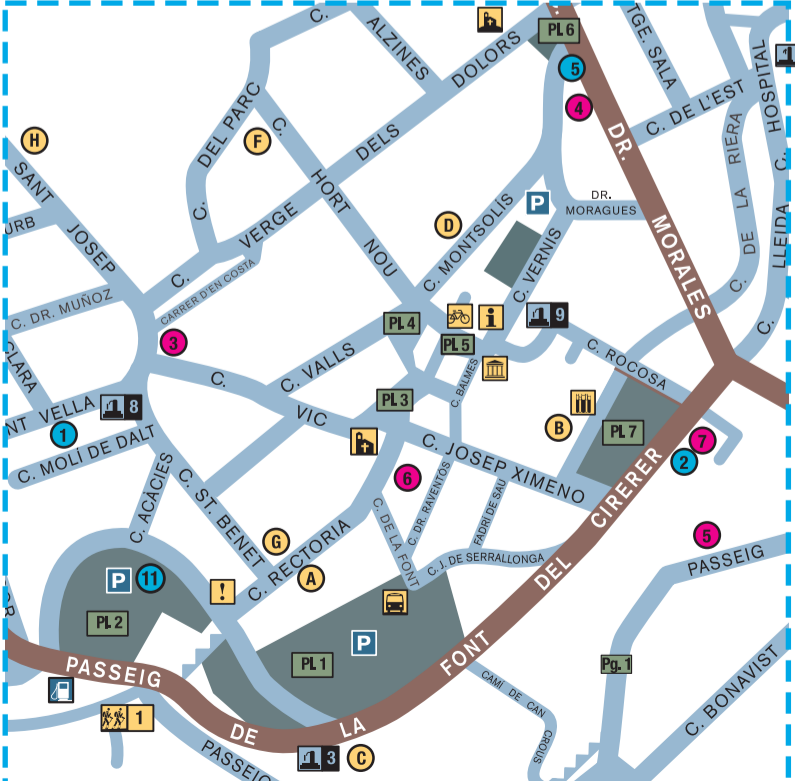 C. ALZINES
Pl. 6
5
4
TGE. SALA
C. DE L'EST
C. HOSPITAL
C. DE LA RIERA
C. LLEIDA
DR. MORALES
C. VERGE DELS DOLORS
H
F
C. DEL PARC
C. HORT NOU
SANT JOSEP
URB
P
DR.
MORAGUES
D
C. MONTSOLIS
C. VERNIS
C. DR. MUÑOZ
CARRER D'EN COSTA
3
CLARA
Pl. 4
i
9
Pl. 5
C. ROCOSA
C. VALLS
C. BALMES
C. VIC
NT VELLA
8
1
C. MOLÍ DE DALT
Pl. 3
B
Pl. 7
7
2
C. JOSEP XIMENO
6
C. ACÀCIES
C. ST. BENET
C. RECTORIA
C. DE LA FONT
C. DR. RAVENTÓS
FADRÍ DE SAU
C. J. DE SERRALLONGA
G
A
P
11
!
Pl. 2
5
PASSEIG
P
Pl. 1
Pg. 1
PASSEIG DE LA FONT DEL CIRERER
CAMI DE CAN CROUS
C. BONAVIST
1
PASSEIG
3
C